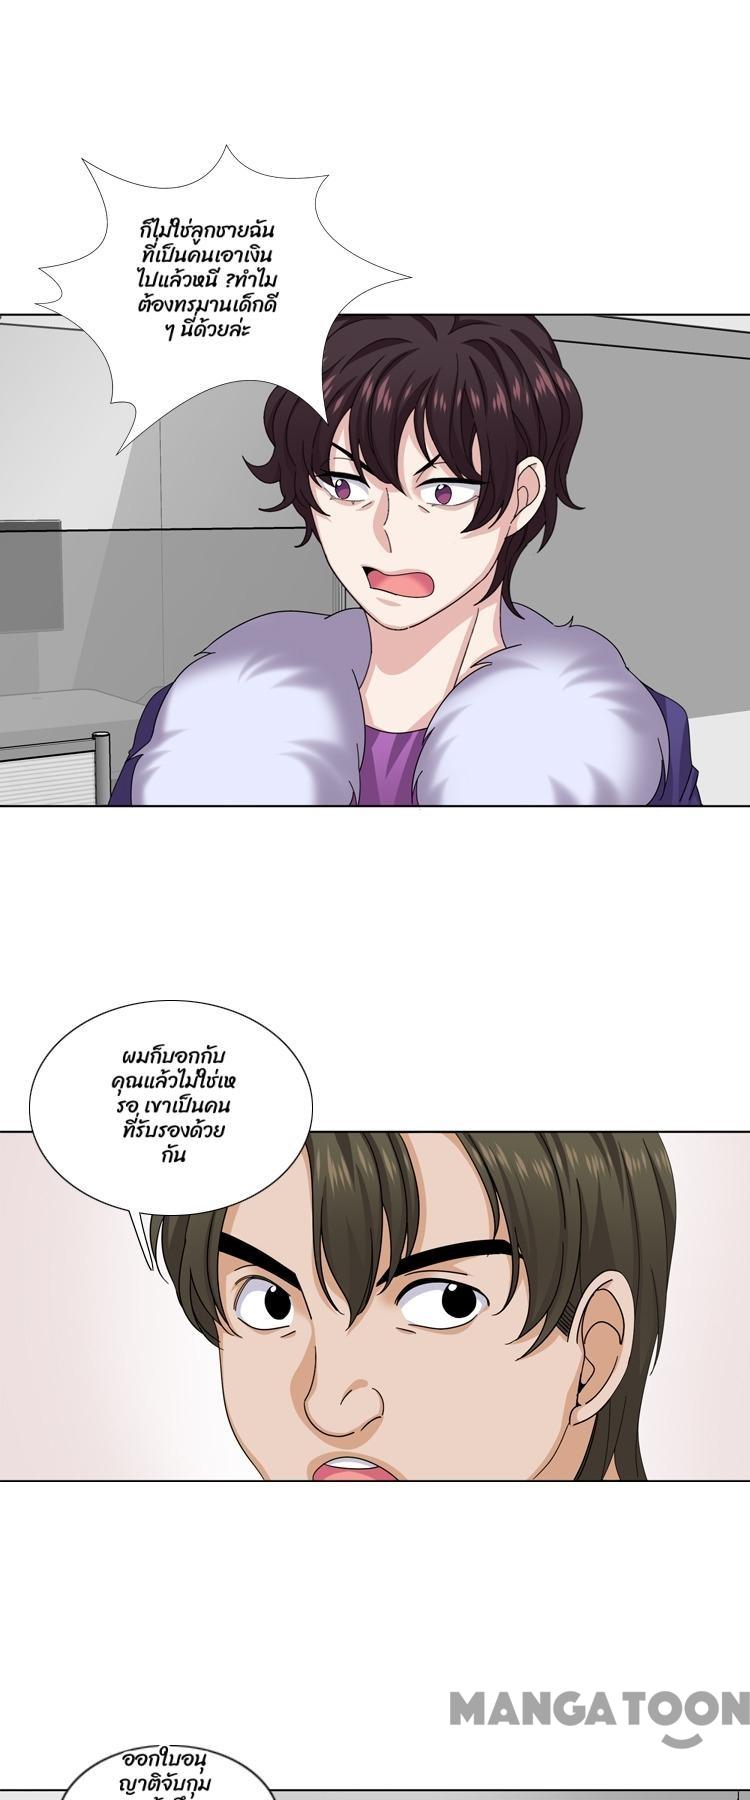 ก็ไม่ใช่ลูกชายฉัน
ที่เป็นคนเอาเงิน
ไปแล้วหนี ?ทำไม
ต้องทรมานเด็กดี
ๆ นี่ด้วยล่ะ
ผมก็บอกกับ
คุณแล้วไม่ใช่เห
รอ เขาเป็นคน
ที่รับรองด้วย
กัน
MANGATOON
ออกใบอนุ
ญาติจับกุม